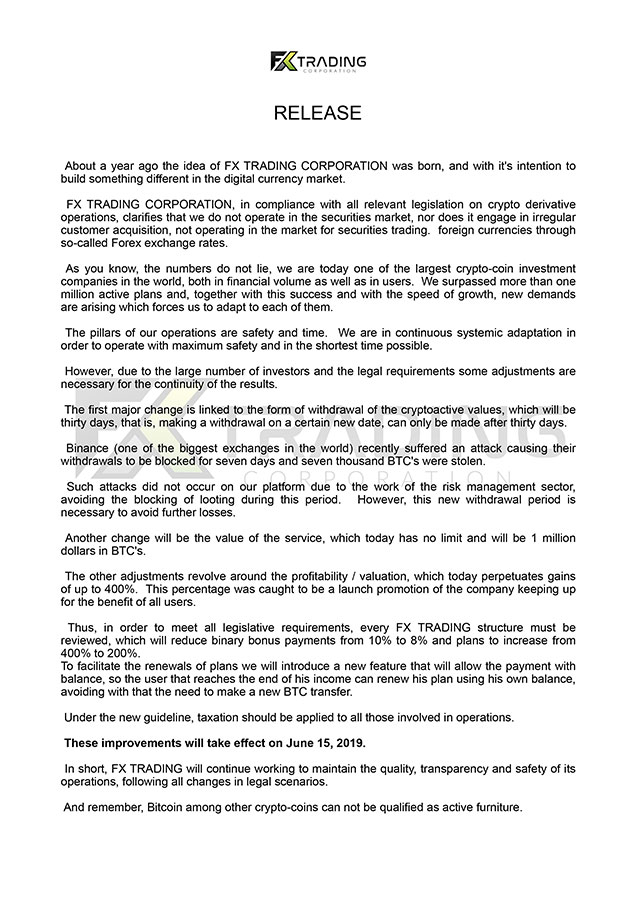 FX TRADING
CORPORATION
RELEASE
About a year ago the idea of FX TRADING CORPORATION was born, and with it's intention to
build something different in the digital currency market.
FX TRADING CORPORATION, in compliance with all relevant legislation on crypto derivative
operations, clarifies that we do not operate in the securities market, nor does it engage in irregular
customer acquisition, not operating in the market for securities trading. foreign currencies through
so-called Forex exchange rates.
As you know, the numbers do not lie, we are today one of the largest crypto-coin investment
companies in the world, both in financial volume as well as in users. We surpassed more than one
million active plans and, together with this success and with the speed of growth, new demands
are arising which forces us to adapt to each of them.
The pillars of our operations are safety and time. We are in continuous systemic adaptation in
order to operate with maximum safety and in the shortest time possible.
However, due to the large number of investors and the legal requirements some adjustments are
necessary for the continuity of the results.
The first major change is linked to the form of withdrawal of the cryptoactive values, which will be
thirty days, that is, making a withdrawal on a certain new date, can only be made after thirty days.
Binance (one of the biggest exchanges in the world) recently suffered an attack causing their
withdrawals to be blocked for seven days and seven thousand BTC's were stolen.
Such attacks did not occur on our platform due to the work of the risk management sector,
avoiding the blocking of looting during this period. However, this new withdrawal period is
necessary to avoid further losses.
Another change will be the value of the service, which today has no limit and will be 1 million
dollars in BTC's.
The other adjustments revolve around the profitability / valuation, which today perpetuates gains
of up to 400%. This percentage was caught to be a launch promotion of the company keeping up
for the benefit of all users.
Thus, in order to meet all legislative requirements, every FX TRADING structure must be
reviewed, which will reduce binary bonus payments from 10% to 8% and plans to increase from
400% to 200%.
To facilitate the renewals of plans we will introduce a new feature that will allow the payment with
balance, so the user that reaches the end of his income can renew his plan using his own balance,
avoiding with that the need to make a new BTC transfer.
Under the new guideline, taxation should be applied to all those involved in operations.
These improvements will take effect on June 15, 2019.
In short, FX TRADING will continue working to maintain the quality, transparency and safety of its
operations, following all changes in legal scenarios.
And remember, Bitcoin among other crypto-coins can not be qualified as active furniture.
FX TRADING
CORPORATION